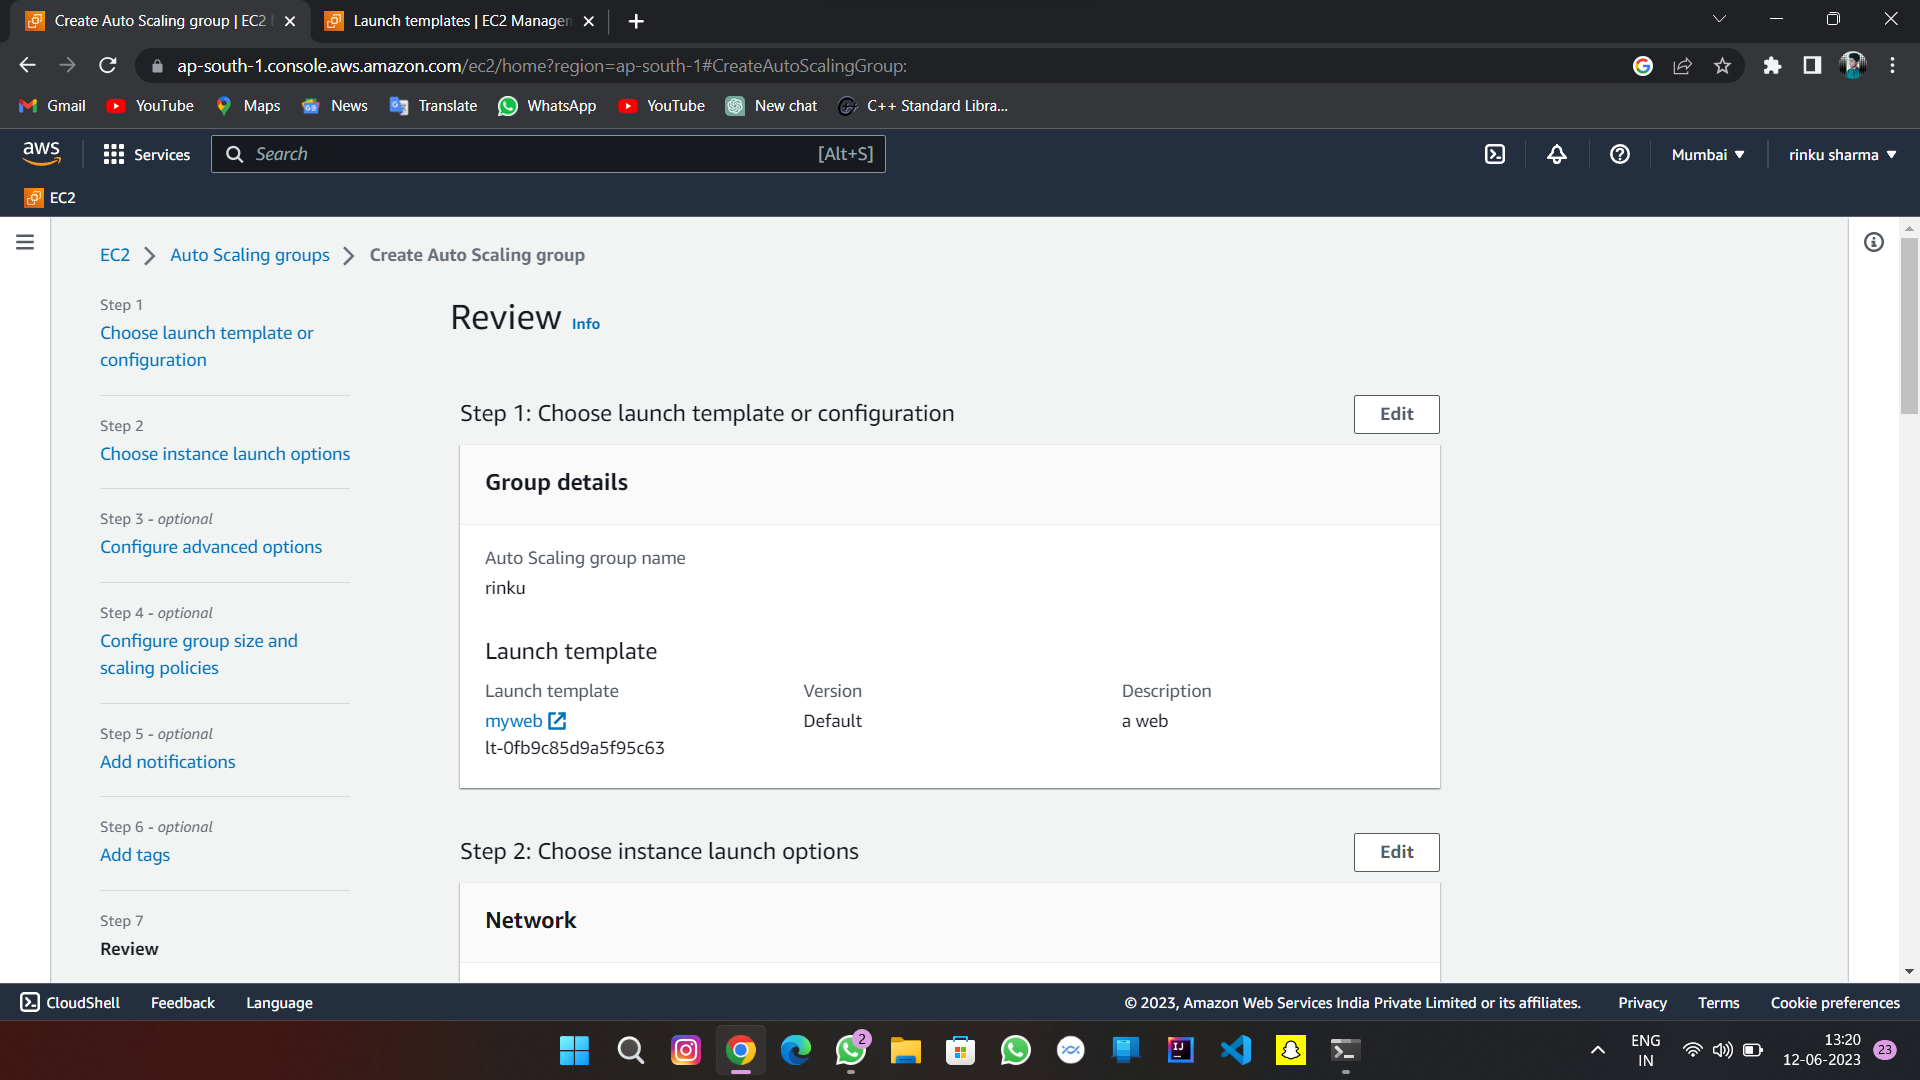 Create Auto Scaling group | EC2
Launch templates | EC2 Managem
ap-south-1.console.aws.amazon.com/ec2/home?region=ap-south-1#CreateAutoScalingGroup:
Gmail YouTube Maps News Translate WhatsApp YouTube New chat C++ Standard Libra...
aws Services Search [Alt+S] Mumbai rinku sharma
EC2
EC2 Auto Scaling groups Create Auto Scaling group
Step 1
Choose launch template or
configuration
Step 2
Choose instance launch options
Step 3 - optional
Configure advanced options
Step 4 - optional
Configure group size and
scaling policies
Step 5 - optional
Add notifications
Step 6 - optional
Add tags
Step 7
Review
Review Info
Step 1: Choose launch template or configuration Edit
Group details
Auto Scaling group name
rinku
Launch template
Launch template Version Description
myweb Default a web
lt-0fb9c85d9a5f95c63
Step 2: Choose instance launch options Edit
Network
CloudShell Feedback Language © 2023, Amazon Web Services India Private Limited or its affiliates. Privacy Terms Cookie preferences
2
IJ
ENG
IN
13:20
12-06-2023
23